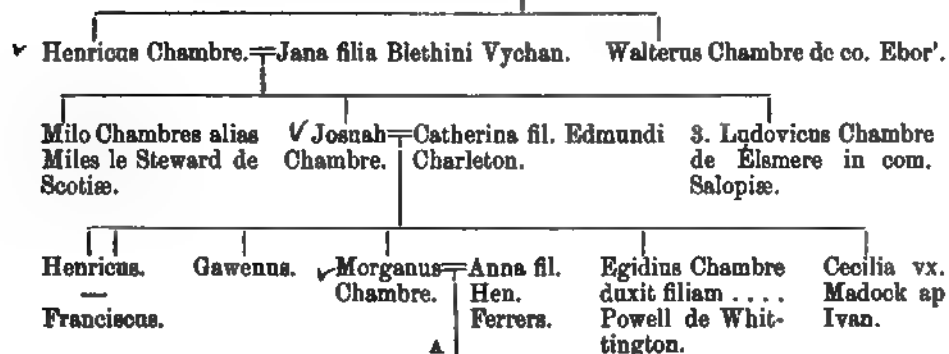 Henricus Chambre. Jana filia Blethini Vychan. Walterus Chambre de co. Ebor'.
Milo Chambres alias
Miles le Steward de
Scotiæ.
Josuah
Chambre.
Catherina fil. Edmundi
Charleton.
3. Ludovicus Chambre
de Elsmere in com.
Salopiæ.
Henricus.
Franciscus.
Gawenus.
Morganus
Chambre.
Anna fil.
Hen.
Ferrers.
Egidius Chambre
duxit filiam ....
Powell de Whit-
tington.
Cecilia vx.
Madock ap
Ivan.
A